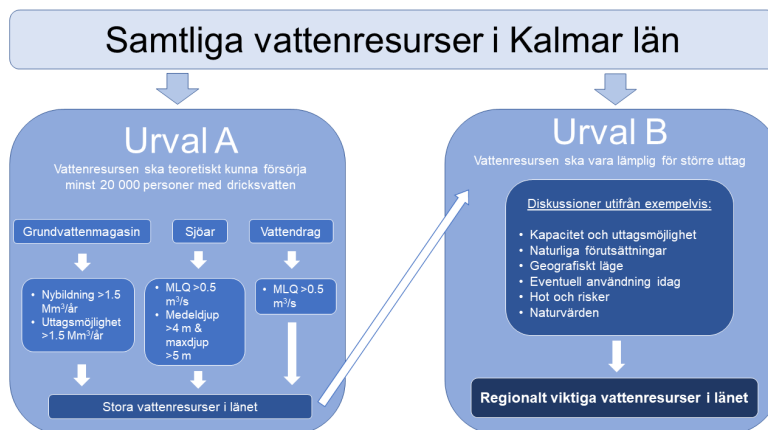 Samtliga vattenresurser i Kalmar län
Urval A
Vattenresursen ska teoretiskt kunna försörja
minst 20 000 personer med dricksvatten
Grundvattenmagasin
Sjöar
Vattendrag
• Nybildning >1.5
Mm³/år
• Uttagsmöjlighet
>1.5 Mm³/år
• MLQ >0.5
m³/s
• Medeldjup
>4 m &
maxdjup
>5 m
• MLQ >0.5
m³/s
Stora vattenresurser i länet
Urval B
Vattenresursen ska vara lämplig för större uttag
Diskussioner utifrån exempelvis:
• Kapacitet och uttagsmöjlighet
• Naturliga förutsättningar
• Geografiskt läge
• Eventuell användning idag
• Hot och risker
• Naturvärden
Regionalt viktiga vattenresurser i länet